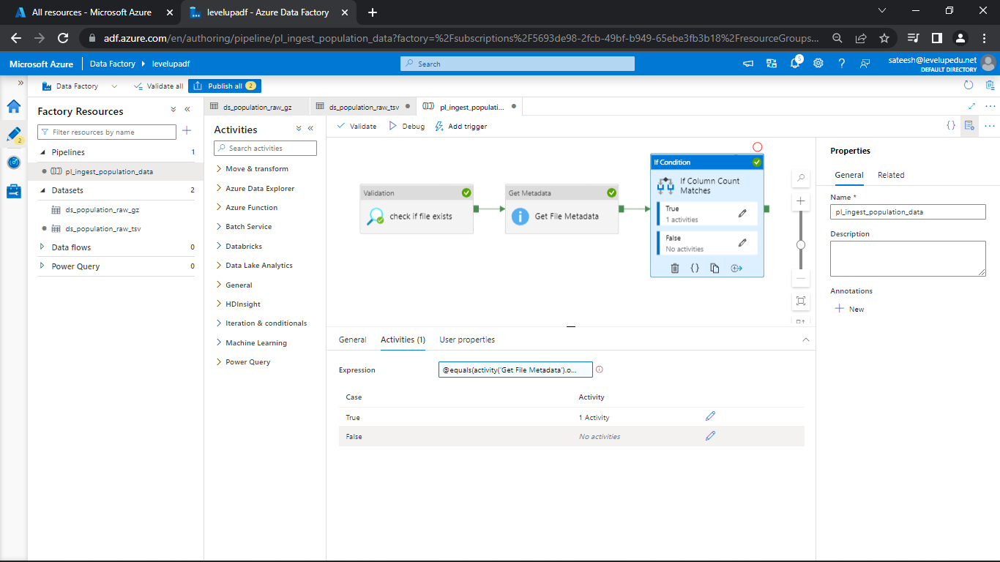 All resources - Microsoft Azure
levelupadf - Azure Data Factory
adf.azure.com/en/authoring/pipeline/pl_ingest_population_data?factory=%2Fsubscriptions%2F5693de98-2fcb-49bf-b949-65ebe3fb3b18%2FresourceGroups...
Microsoft Azure
Data Factory
levelupadf
Search
5
sateesh@levelupedu.net
DEFAULT DIRECTORY
Data Factory
Validate all
Publish all 2
2
Factory Resources
Filter resources by name
Pipelines 1
pl_ingest_population_data
Datasets 2
ds_population_raw_gz
ds_population_raw_tsv
Data flows 0
Power Query 0
ds_population_raw_gz
ds_population_raw_tsv
pl_ingest_populati...
Activities
Search activities
Move & transform
Azure Data Explorer
Azure Function
Batch Service
Databricks
Data Lake Analytics
General
HDInsight
Iteration & conditionals
Machine Learning
Power Query
Validate
Debug
Add trigger
Validation
check if file exists
Get Metadata
Get File Metadata
If Condition
If Column Count
Matches
True
1 activities
False
No activities
General
Activities (1)
User properties
Expression
@equals(activity('Get File Metadata').o...
Case Activity
True 1 Activity
False No activities
Properties
General
Related
Name *
pl_ingest_population_data
Description
Annotations
New